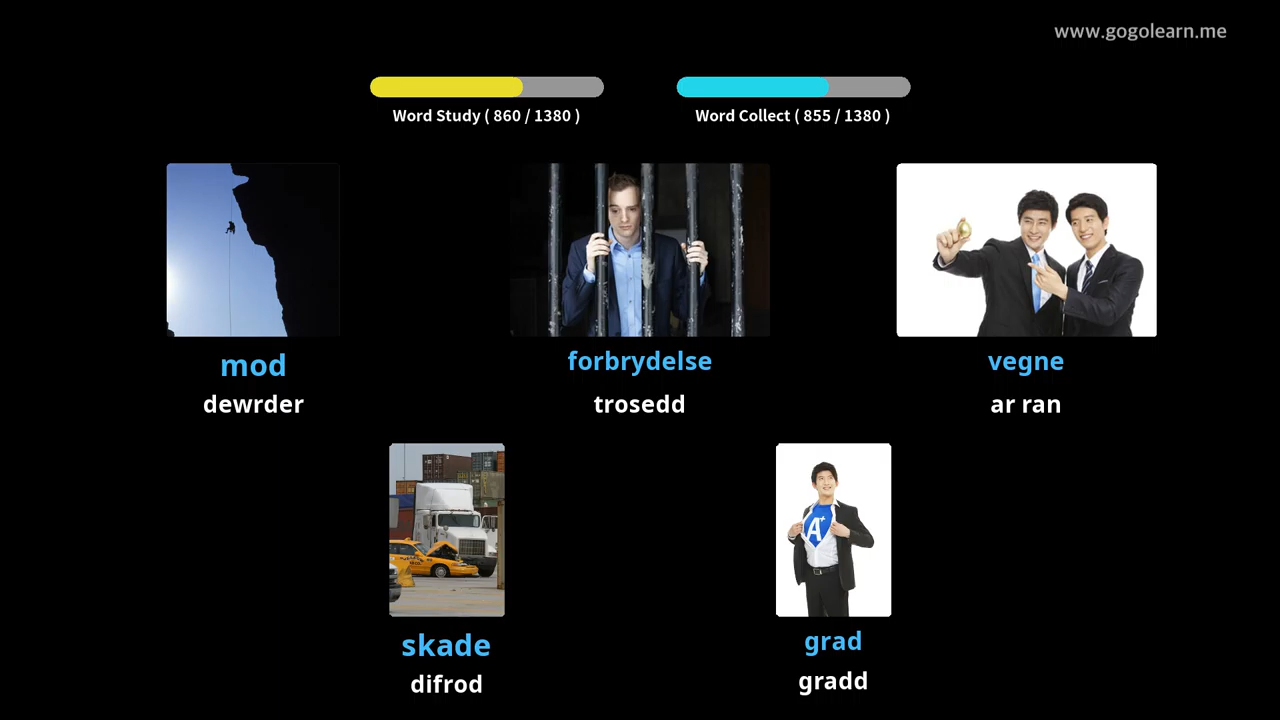 www.gogolearn.me
Word Study ( 860 / 1380 )
Word Collect ( 855 / 1380 )
mod
dewrder
forbrydelse
trosedd
vegne
ar ran
A+
skade
difrod
grad
gradd